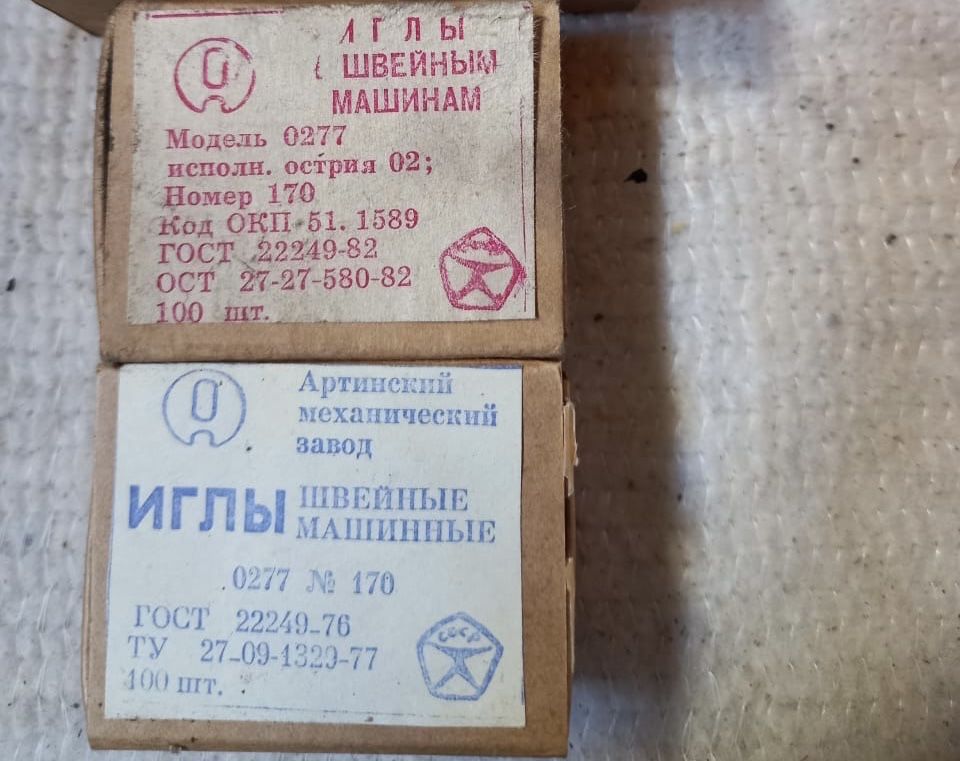 ИГЛЫ
К ШВЕЙНЫМ
МАШИНАМ
Модель 0277
исполн. острия 02;
Номер 170
Код ОКП 51. 1589
ГОСТ 22249-82
ОСТ 27-27-580-82
100 шт.
СССР
Артинский
механический
завод
ИГЛЫ ШВЕЙНЫЕ
МАШИННЫЕ
0277 № 170
ГОСТ 22249-76
ТУ 27-09-1329-77
100 шт.
СССР